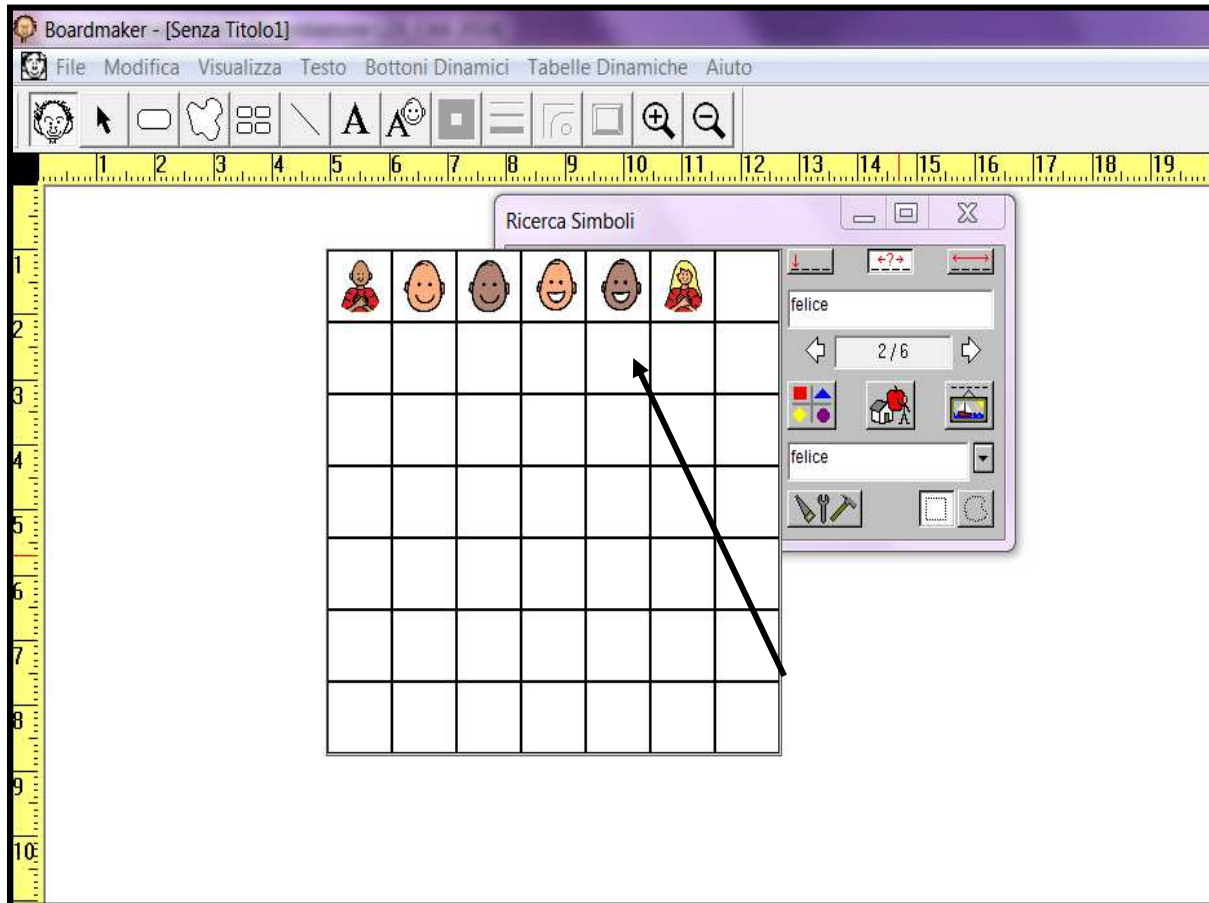 Boardmaker - [Senza Titolo1]
File Modifica Visualizza Testo Bottoni Dinamici Tabelle Dinamiche Aiuto
A A
1 2 3 4 5 6 7 8 9 10 11 12 13 14 15 16 17 18 19
Ricerca Simboli
?
felice
2 / 6
felice
1
2
3
4
5
6
7
8
9
10